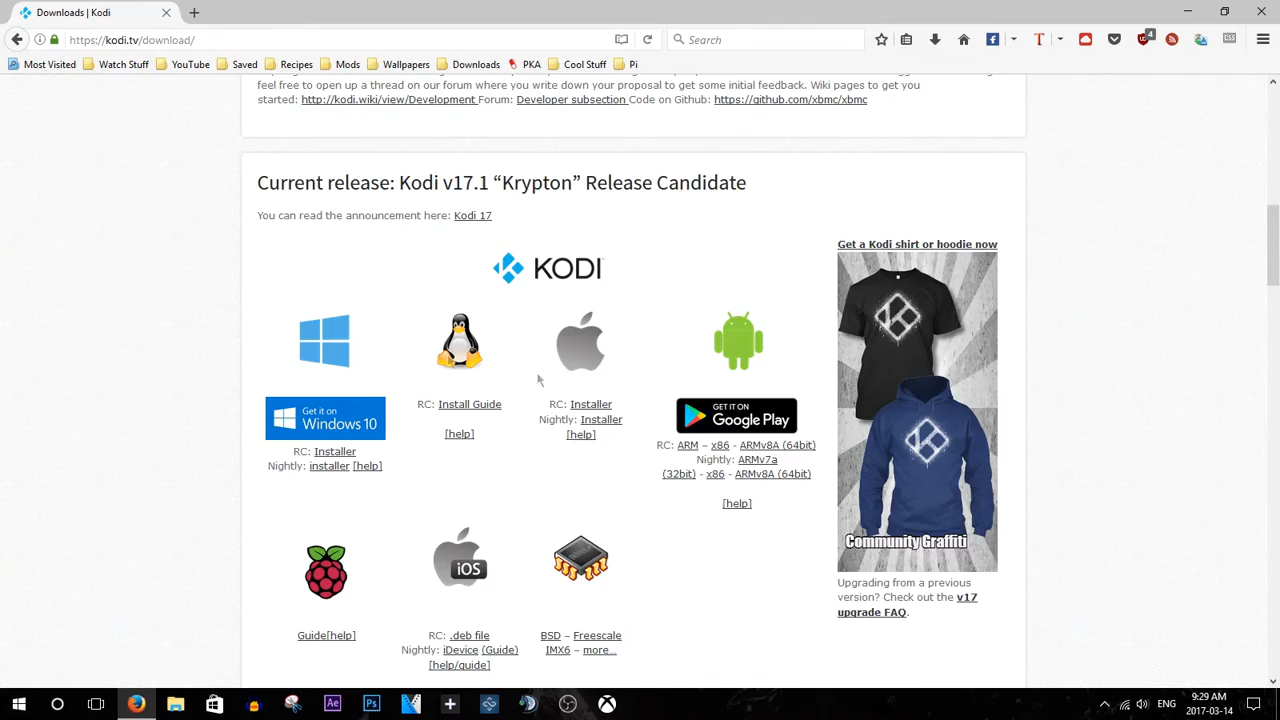 Downloads | Kodi
https://kodi.tv/download/
Search
4
Most Visited Watch Stuff YouTube Saved Recipes Mods Wallpapers Downloads PKA Cool Stuff Pi
feel free to open up a thread on our forum where you write down your proposal to get some initial feedback. Wiki pages to get you
started: http://kodi.wiki/view/Development Forum: Developer subsection Code on Github: https://github.com/xbmc/xbmc
Current release: Kodi v17.1 “Krypton” Release Candidate
You can read the announcement here: Kodi 17
KODI
Get it on
Windows 10
RC: Installer
Nightly: installer [help]
RC: Install Guide
[help]
RC: Installer
Nightly: Installer
[help]
GET IT ON
Google Play
RC: ARM – x86 - ARMv8A (64bit)
Nightly: ARMv7a
(32bit) - x86 - ARMv8A (64bit)
[help]
Guide[help]
iOS
RC: .deb file
Nightly: iDevice (Guide)
[help/guide]
BSD – Freescale
IMX6 – more...
Get a Kodi shirt or hoodie now
Community Graffiti
Upgrading from a previous
version? Check out the v17
upgrade FAQ.
Ae Ps
ENG
9:29 AM
2017-03-14